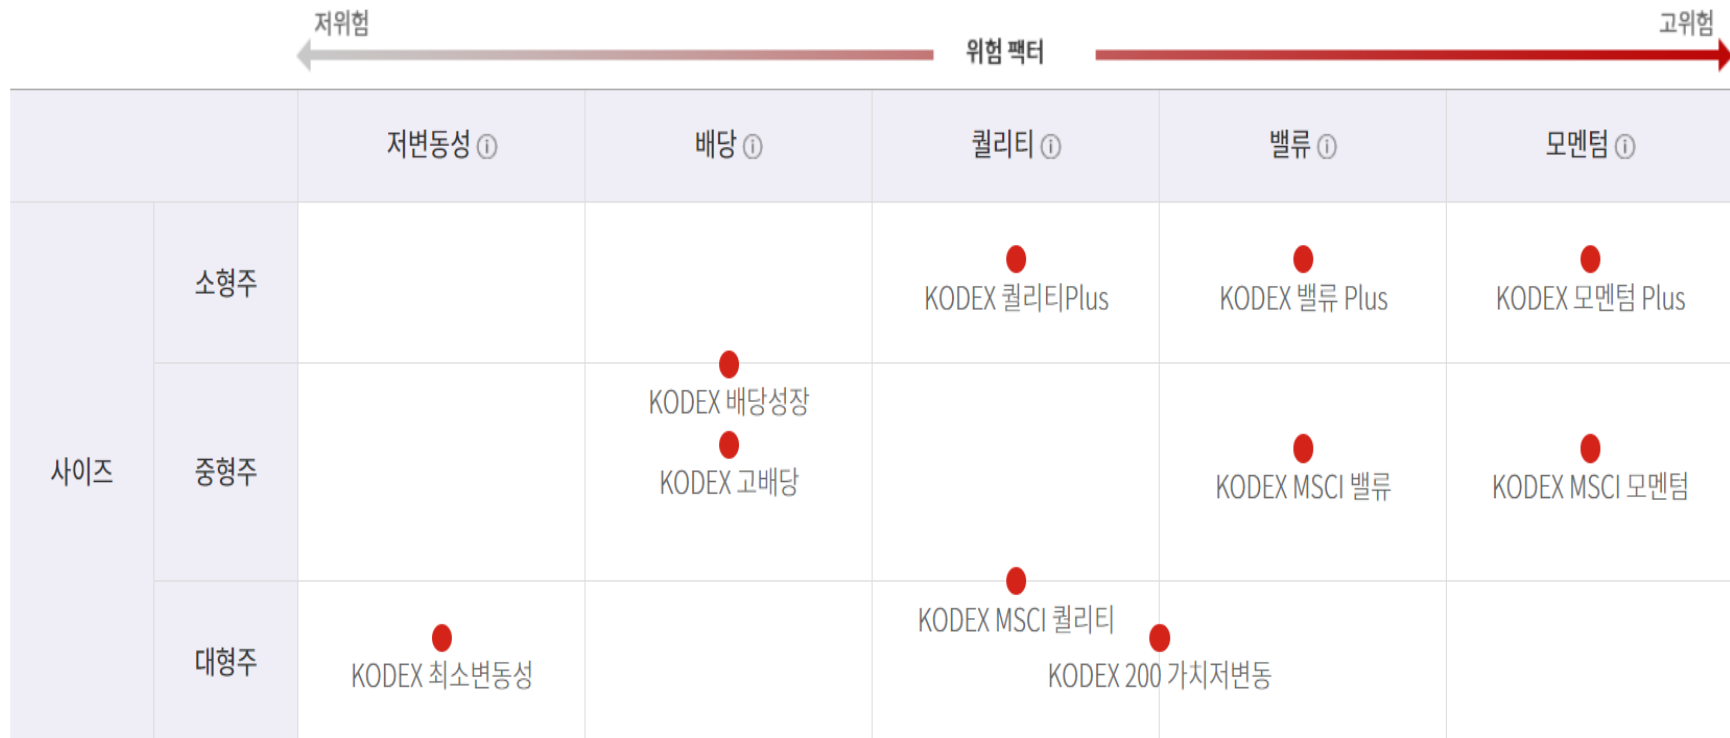 저위험
고위험
위험 팩터
저변동성 ⓘ 배당 ⓘ 퀄리티 ⓘ 밸류 ⓘ 모멘텀 ⓘ
사이즈
소형주
KODEX 퀄리티Plus
KODEX 밸류 Plus
KODEX 모멘텀 Plus
중형주
KODEX 배당성장
KODEX 고배당
KODEX MSCI 밸류
KODEX MSCI 모멘텀
대형주
KODEX MSCI 퀄리티
KODEX 최소변동성
KODEX 200 가치저변동